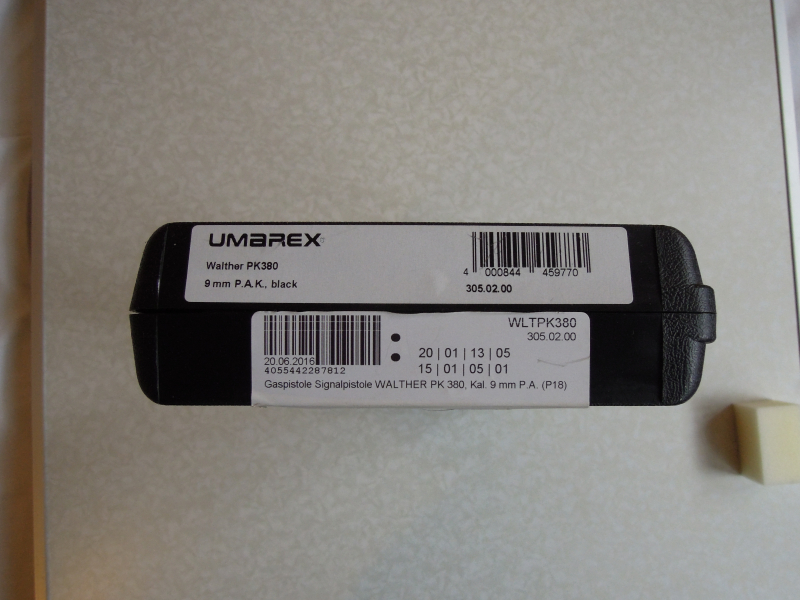 UMAREX
Walther PK380
9 mm P.A.K., black
4 000844 459770
305.02.00
WLTPK380
305.02.00
20.06.2016
4055442287812
20 | 01 | 13 | 05
15 | 01 | 05 | 01
Gaspistole Signalpistole WALTHER PK 380, Kal. 9 mm P.A. (P18)